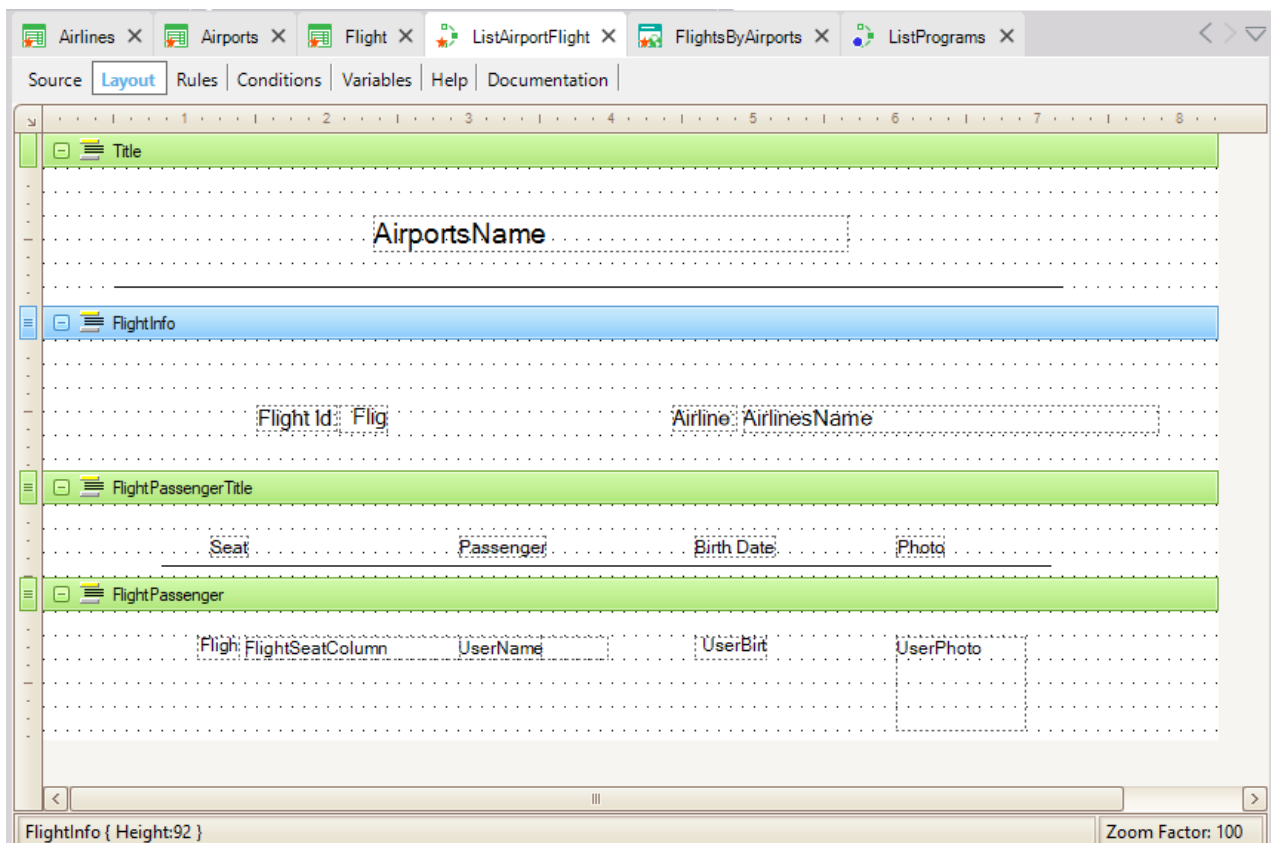 Airlines Airports Flight ListAirportFlight FlightsByAirports ListPrograms
Source Layout Rules Conditions Variables Help Documentation
1 2 3 4 5 6 7 8
Title
AirportsName
FlightInfo
Flight Id: Flig Airline: AirlinesName
FlightPassengerTitle
Seat Passenger Birth Date Photo
FlightPassenger
Fligh FlightSeatColumn UserName UserBirt UserPhoto
FlightInfo { Height:92 } Zoom Factor: 100